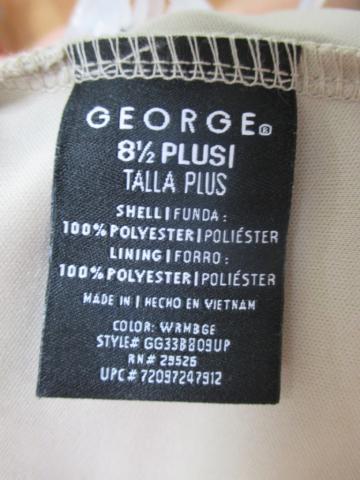 GEORGE®
8½ PLUS|
TALLA PLUS
SHELL|FUNDA:
100% POLYESTER|POLIÉSTER
LINING|FORRO:
100% POLYESTER|POLIÉSTER
MADE IN | HECHO EN VIETNAM
COLOR: WRMBGE
STYLE# GG33B809UP
RN# 29526
UPC# 72097247912